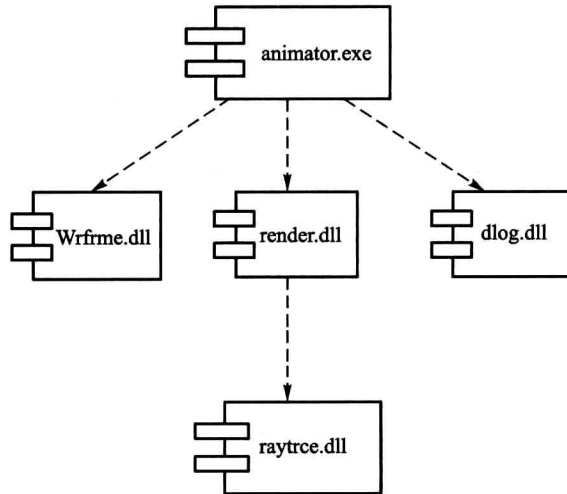 animator.exe
Wrfrme.dll
render.dll
dlog.dll
raytrce.dll